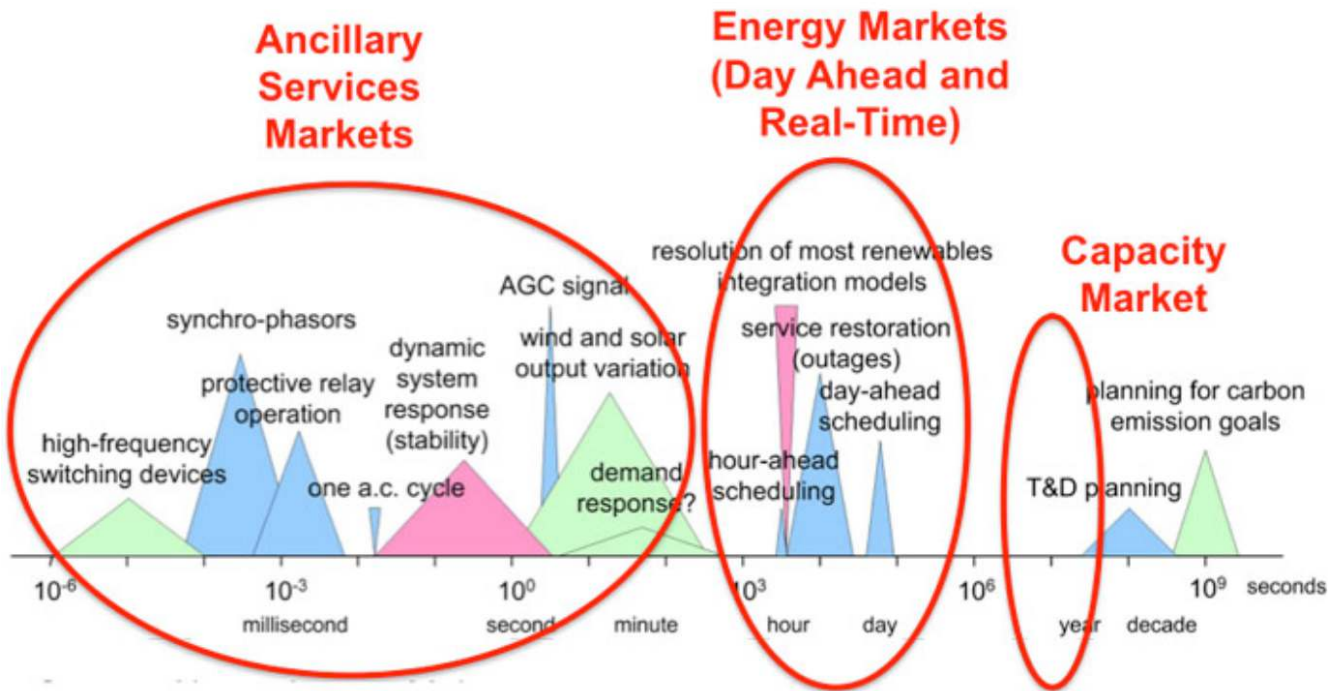 Ancillary
Services
Markets
Energy Markets
(Day Ahead and
Real-Time)
Capacity
Market
resolution of most renewables
integration models
AGC signal
synchro-phasors
wind and solar
output variation
service restoration
(outages)
dynamic
system
response
(stability)
protective relay
operation
day-ahead
scheduling
planning for carbon
emission goals
high-frequency
switching devices
one a.c. cycle
demand
response?
hour-ahead
scheduling
T&D planning
10⁻⁶ 10⁻³ 10⁰ 10³ 10⁶ 10⁹ seconds
millisecond second minute hour day year decade